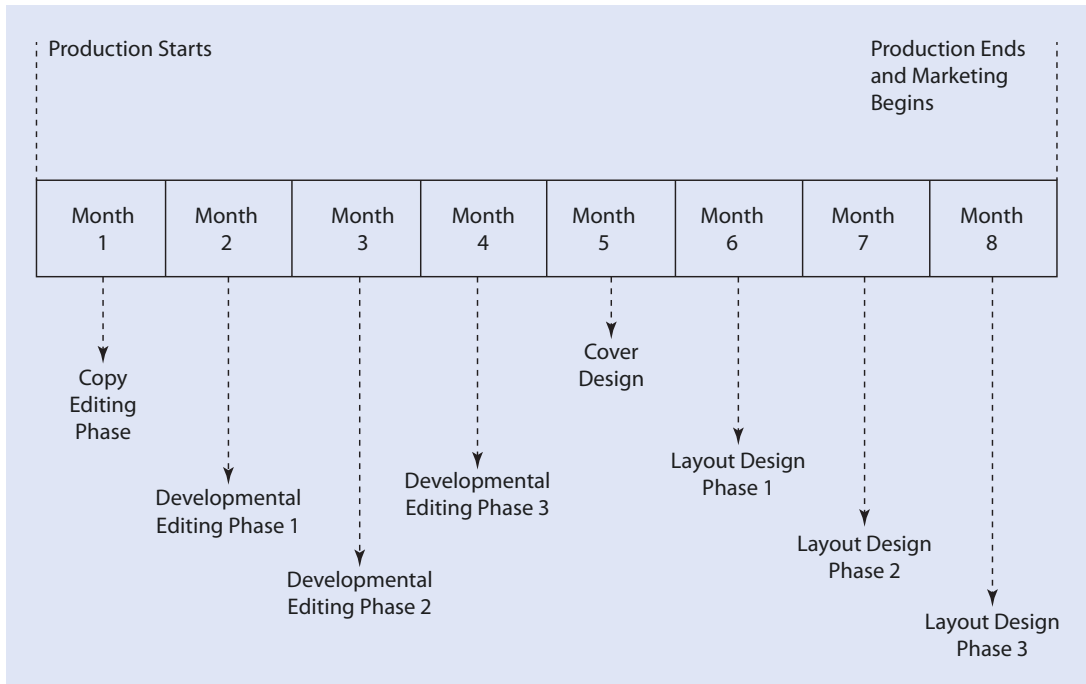 Production Starts
Production Ends
and Marketing
Begins
Month
1
Month
2
Month
3
Month
4
Month
5
Month
6
Month
7
Month
8
Copy
Editing
Phase
Developmental
Editing Phase 1
Developmental
Editing Phase 2
Developmental
Editing Phase 3
Cover
Design
Layout Design
Phase 1
Layout Design
Phase 2
Layout Design
Phase 3